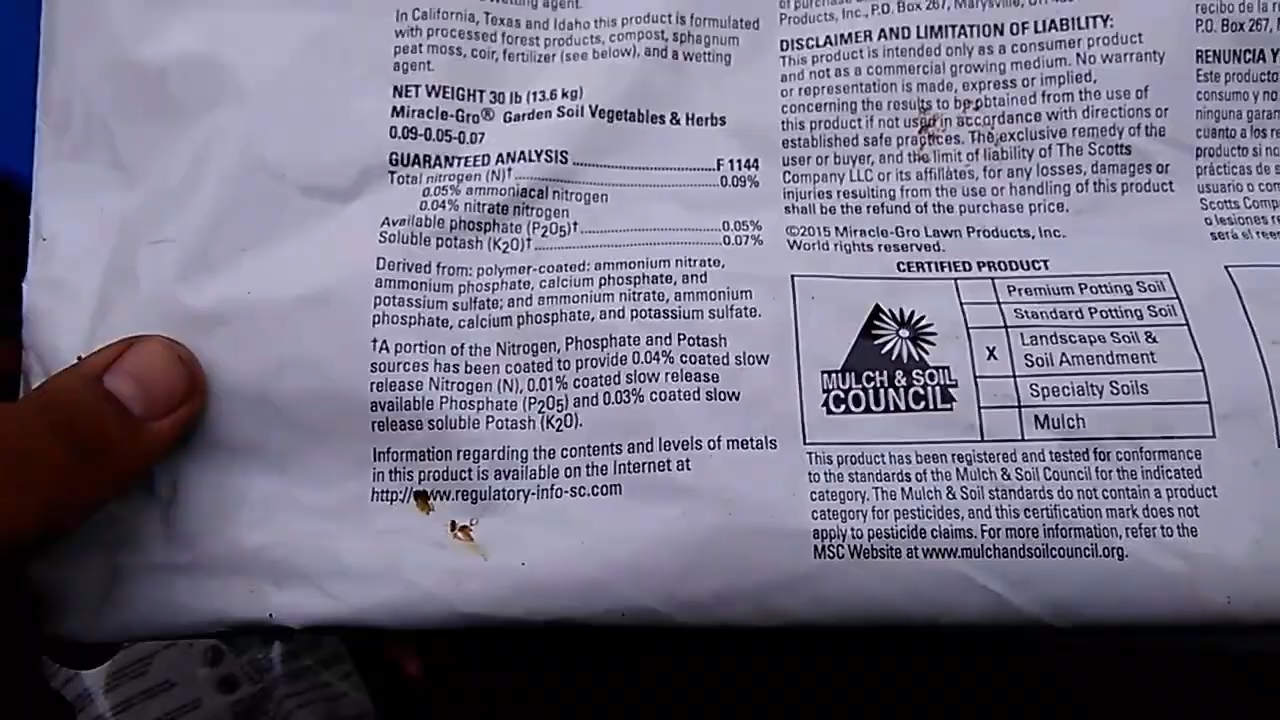 agent.
In California, Texas and Idaho this product is formulated
with processed forest products, compost, sphagnum
peat moss, coir, fertilizer (see below), and a wetting
agent.
NET WEIGHT 30 lb (13.6 kg)
Miracle-Gro® Garden Soil Vegetables & Herbs
0.09-0.05-0.07
GUARANTEED ANALYSIS ........ F 1144
Total nitrogen (N)† ........ 0.09%
0.05% ammoniacal nitrogen
0.04% nitrate nitrogen
Available phosphate (P2O5)† ........ 0.05%
Soluble potash (K2O)† ........ 0.07%
Derived from: polymer-coated: ammonium nitrate,
ammonium phosphate, calcium phosphate, and
potassium sulfate; and ammonium nitrate, ammonium
phosphate, calcium phosphate, and potassium sulfate.
†A portion of the Nitrogen, Phosphate and Potash
sources has been coated to provide 0.04% coated slow
release Nitrogen (N), 0.01% coated slow release
available Phosphate (P2O5) and 0.03% coated slow
release soluble Potash (K2O).
Information regarding the contents and levels of metals
in this product is available on the Internet at
http://www.regulatory-info-sc.com
Products, Inc., P.O. Box 267, Marysville,
DISCLAIMER AND LIMITATION OF LIABILITY:
This product is intended only as a consumer product
and not as a commercial growing medium. No warranty
or representation is made, express or implied,
concerning the results to be obtained from the use of
this product if not used in accordance with directions or
established safe practices. The exclusive remedy of the
user or buyer, and the limit of liability of The Scotts
Company LLC or its affiliates, for any losses, damages or
injuries resulting from the use or handling of this product
shall be the refund of the purchase price.
©2015 Miracle-Gro Lawn Products, Inc.
World rights reserved.
CERTIFIED PRODUCT
MULCH & SOIL
COUNCIL
Premium Potting Soil
Standard Potting Soil
X Landscape Soil &
Soil Amendment
Specialty Soils
Mulch
This product has been registered and tested for conformance
to the standards of the Mulch & Soil Council for the indicated
category. The Mulch & Soil standards do not contain a product
category for pesticides, and this certification mark does not
apply to pesticide claims. For more information, refer to the
MSC Website at www.mulchandsoilcouncil.org.
recibo de la
P.O. Box 267,
RENUNCIA Y
Este producto
consumo y no
ninguna
cuanto a los
producto si
prácticas de
usuario o
Scotts
o lesiones
será el